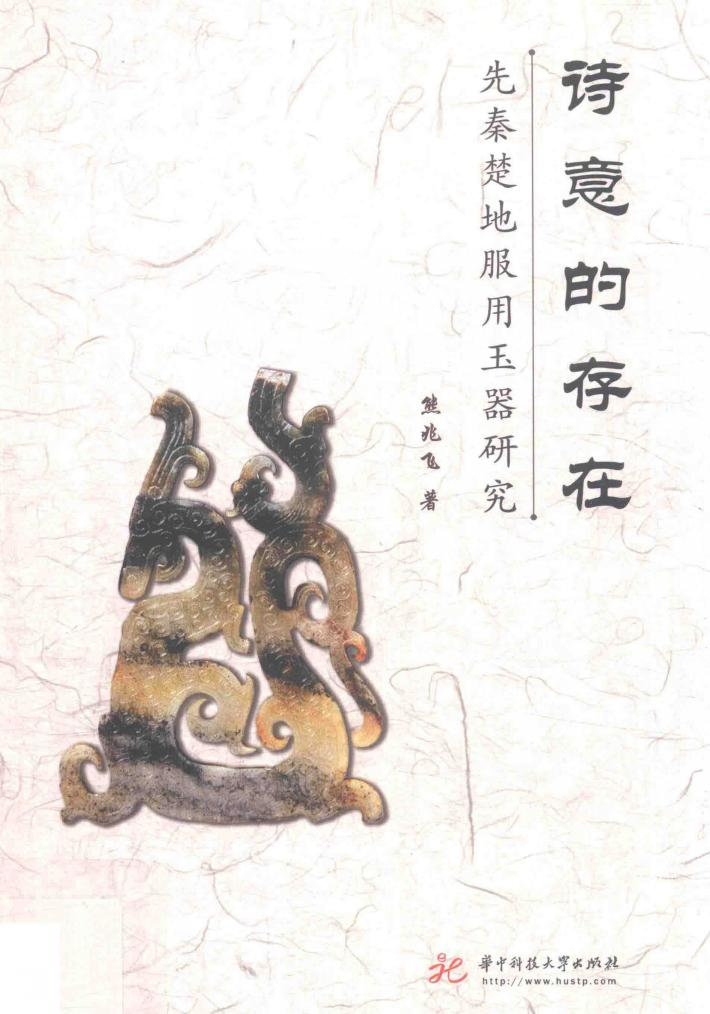 诗意的存在
先秦楚地服用玉器研究
熊兆飞 著
华中科技大学出版社
http://www.hustp.com